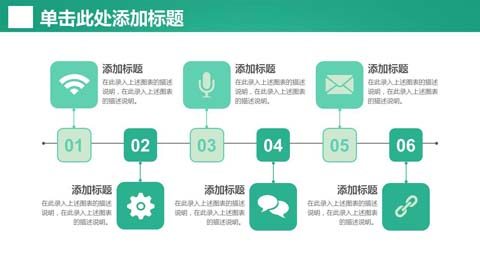 单击此处添加标题
添加标题
在此录入上述图表的描述
说明，在此录入上述图表
的描述说明。
添加标题
在此录入上述图表的描述
说明，在此录入上述图表
的描述说明。
添加标题
在此录入上述图表的描述
说明，在此录入上述图表
的描述说明。
01
02
03
04
05
06
添加标题
在此录入上述图表的描述
说明，在此录入上述图表
的描述说明。
添加标题
在此录入上述图表的描述
说明，在此录入上述图表
的描述说明。
添加标题
在此录入上述图表的描述
说明，在此录入上述图表
的描述说明。